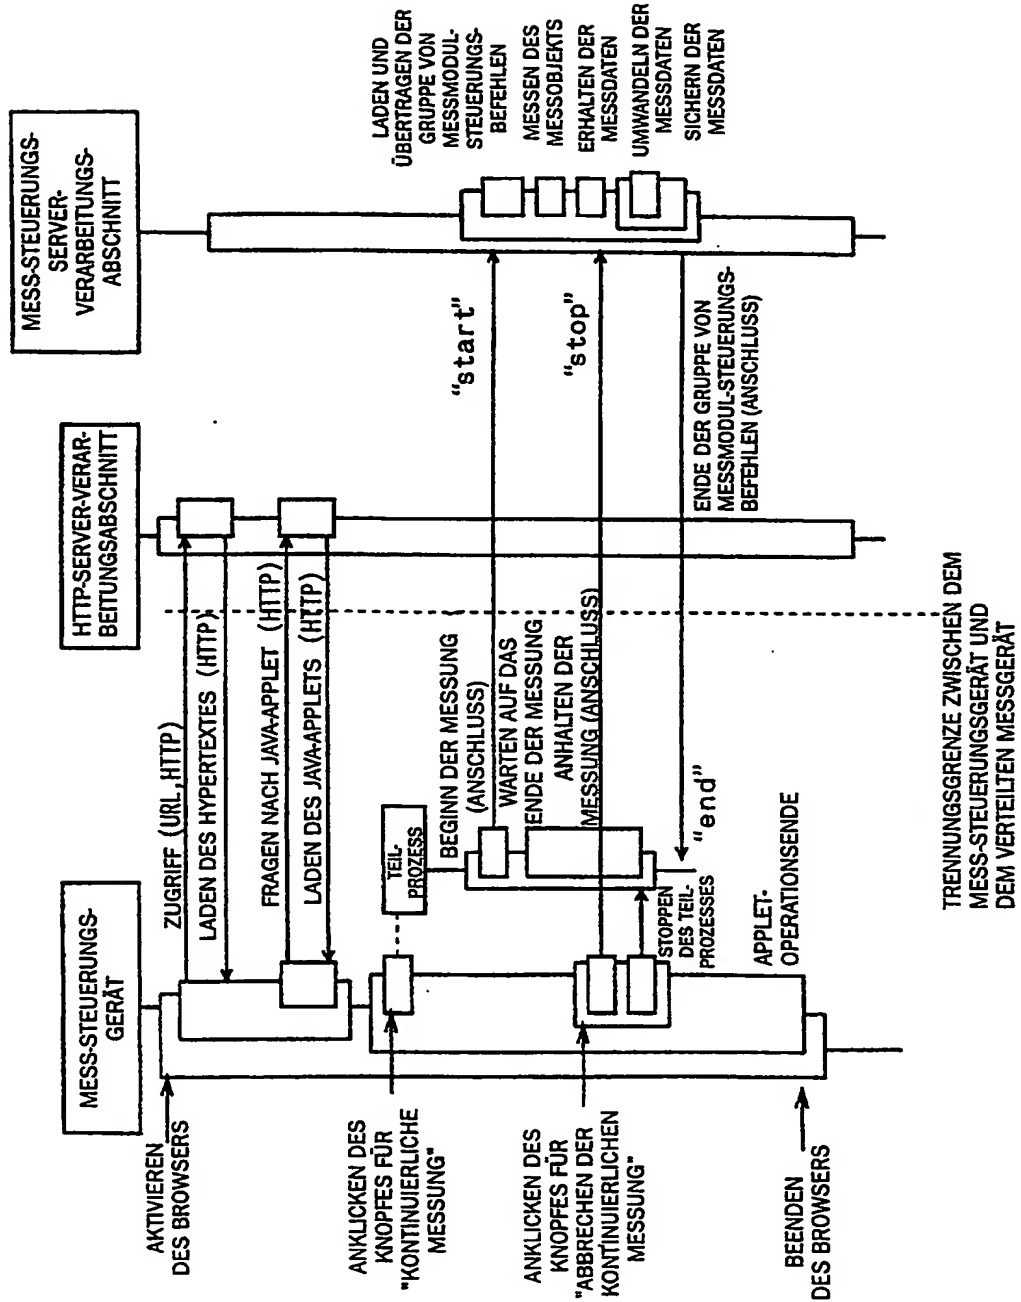 MESS-STEUERUNGS-
GERÄT
HTTP-SERVER-VERAR-
BEITUNGSABSCHNITT
MESS-STEUERUNGS-
SERVER-
VERARBEITUNGS-
ABSCHNITT
AKTIVIEREN
DES BROWSERS
ZUGRIFF (URL,HTTP)
LADEN DES HYPERTEXTES (HTTP)
FRAGEN NACH JAVA-APPLET (HTTP)
LADEN DES JAVA-APPLETS (HTTP)
ANKLICKEN DES
KNOPFES FÜR
"KONTINUIERLICHE
MESSUNG"
TEIL-
PROZESS
BEGINN DER MESSUNG
(ANSCHLUSS)
"start"
WARTEN AUF DAS
ENDE DER MESSUNG
ANHALTEN DER
MESSUNG (ANSCHLUSS)
"stop"
LADEN UND
ÜBERTRAGEN DER
GRUPPE VON
MESSMODUL-
STEUERUNGS-
BEFEHLEN
MESSEN DES
MESSOBJEKTS
ERHALTEN DER
MESSDATEN
UMWANDELN DER
MESSDATEN
SICHERN DER
MESSDATEN
ANKLICKEN DES
KNOPFES FÜR
"ABBRECHEN DER
KONTINUIERLICHEN
MESSUNG"
STOPPEN
DES TEIL-
PROZESSES
"end"
ENDE DER GRUPPE VON
MESSMODUL-STEUERUNGS-
BEFEHLEN (ANSCHLUSS)
APPLET-
OPERATIONSENDE
BEENDEN
DES BROWSERS
TRENNUNGSGRENZE ZWISCHEN DEM
MESS-STEUERUNGSGERÄT UND
DEM VERTEILTEN MESSGERÄT